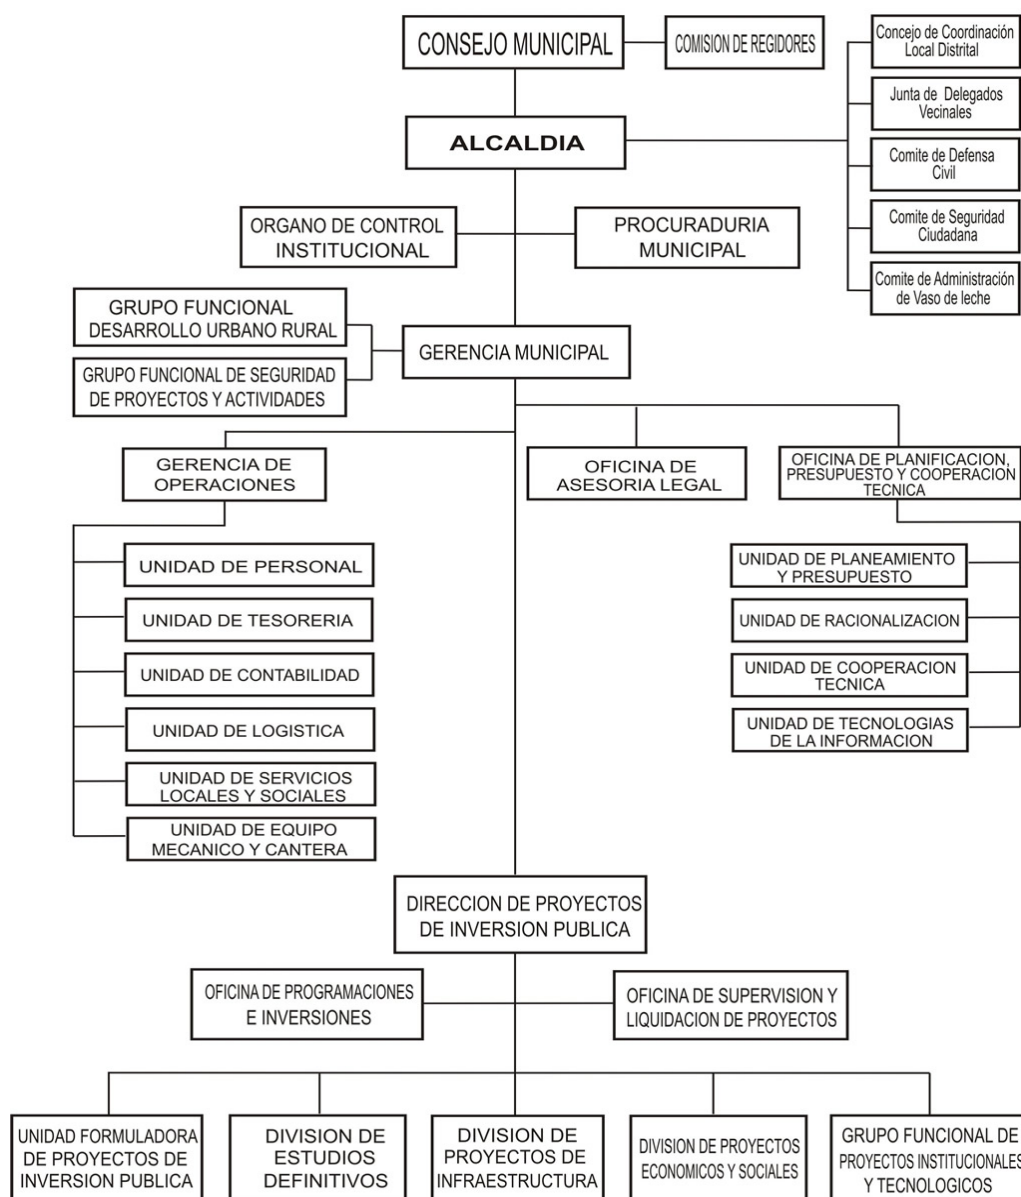 CONSEJO MUNICIPAL
COMISION DE REGIDORES
Concejo de Coordinación
Local Distrital
Junta de Delegados
Vecinales
Comite de Defensa
Civil
Comite de Seguridad
Ciudadana
Comite de Administración
de Vaso de leche
ALCALDIA
ORGANO DE CONTROL
INSTITUCIONAL
PROCURADURIA
MUNICIPAL
GRUPO FUNCIONAL
DESARROLLO URBANO RURAL
GRUPO FUNCIONAL DE SEGURIDAD
DE PROYECTOS Y ACTIVIDADES
GERENCIA MUNICIPAL
GERENCIA DE
OPERACIONES
OFICINA DE
ASESORIA LEGAL
OFICINA DE PLANIFICACION,
PRESUPUESTO Y COOPERACION
TECNICA
UNIDAD DE PERSONAL
UNIDAD DE TESORERIA
UNIDAD DE CONTABILIDAD
UNIDAD DE LOGISTICA
UNIDAD DE SERVICIOS
LOCALES Y SOCIALES
UNIDAD DE EQUIPO
MECANICO Y CANTERA
UNIDAD DE PLANEAMIENTO
Y PRESUPUESTO
UNIDAD DE RACIONALIZACION
UNIDAD DE COOPERACION
TECNICA
UNIDAD DE TECNOLOGIAS
DE LA INFORMACION
DIRECCION DE PROYECTOS
DE INVERSION PUBLICA
OFICINA DE PROGRAMACIONES
E INVERSIONES
OFICINA DE SUPERVISION Y
LIQUIDACION DE PROYECTOS
UNIDAD FORMULADORA
DE PROYECTOS DE
INVERSION PUBLICA
DIVISION DE
ESTUDIOS
DEFINITIVOS
DIVISION DE
PROYECTOS DE
INFRAESTRUCTURA
DIVISION DE PROYECTOS
ECONOMICOS Y SOCIALES
GRUPO FUNCIONAL DE
PROYECTOS INSTITUCIONALES
Y TECNOLOGICOS